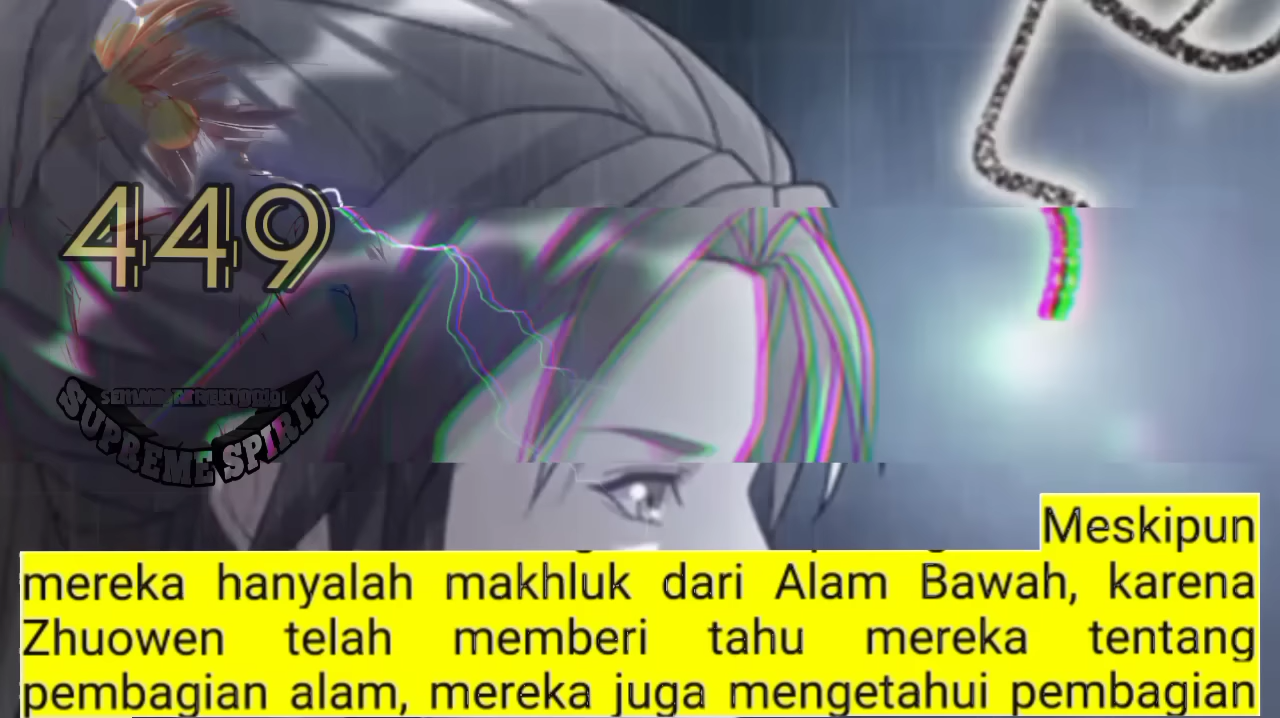 449
SUPREME SPIRIT
Meskipun
mereka hanyalah makhluk dari Alam Bawah, karena
Zhuowen telah memberi tahu mereka tentang
pembagian alam, mereka juga mengetahui pembagian